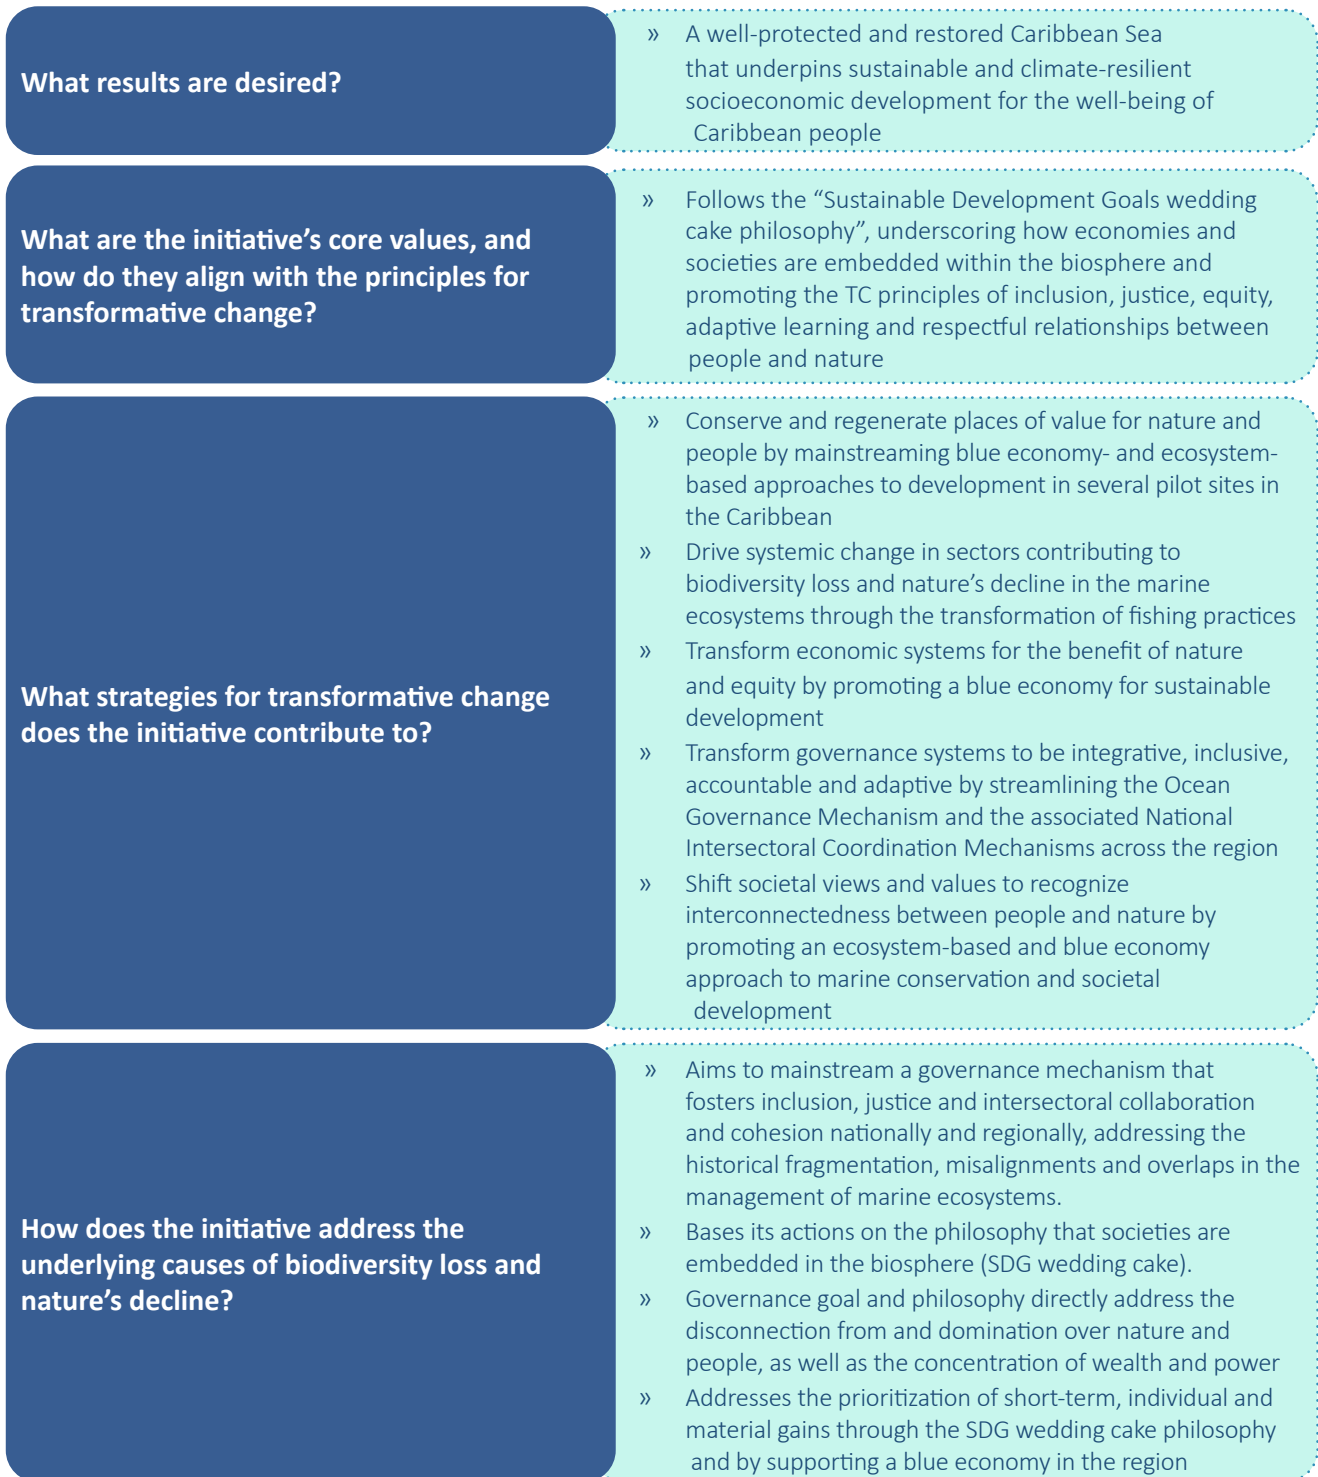 What results are desired?
» A well-protected and restored Caribbean Sea
that underpins sustainable and climate-resilient
socioeconomic development for the well-being of
Caribbean people
What are the initiative’s core values, and
how do they align with the principles for
transformative change?
» Follows the “Sustainable Development Goals wedding
cake philosophy”, underscoring how economies and
societies are embedded within the biosphere and
promoting the TC principles of inclusion, justice, equity,
adaptive learning and respectful relationships between
people and nature
What strategies for transformative change
does the initiative contribute to?
» Conserve and regenerate places of value for nature and
people by mainstreaming blue economy- and ecosystem-
based approaches to development in several pilot sites in
the Caribbean
» Drive systemic change in sectors contributing to
biodiversity loss and nature’s decline in the marine
ecosystems through the transformation of fishing practices
» Transform economic systems for the benefit of nature
and equity by promoting a blue economy for sustainable
development
» Transform governance systems to be integrative, inclusive,
accountable and adaptive by streamlining the Ocean
Governance Mechanism and the associated National
Intersectoral Coordination Mechanisms across the region
» Shift societal views and values to recognize
interconnectedness between people and nature by
promoting an ecosystem-based and blue economy
approach to marine conservation and societal
development
How does the initiative address the
underlying causes of biodiversity loss and
nature’s decline?
» Aims to mainstream a governance mechanism that
fosters inclusion, justice and intersectoral collaboration
and cohesion nationally and regionally, addressing the
historical fragmentation, misalignments and overlaps in the
management of marine ecosystems.
» Bases its actions on the philosophy that societies are
embedded in the biosphere (SDG wedding cake).
» Governance goal and philosophy directly address the
disconnection from and domination over nature and
people, as well as the concentration of wealth and power
» Addresses the prioritization of short-term, individual and
material gains through the SDG wedding cake philosophy
and by supporting a blue economy in the region